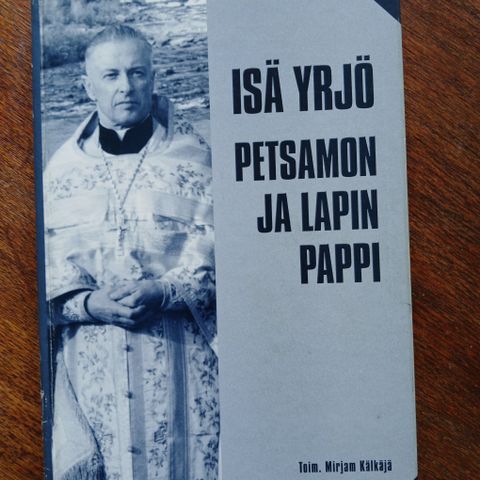 ISÄ YRJÖ
PETSAMON
JA LAPIN
PAPPI
Toim. Mirjam Kälkäjä